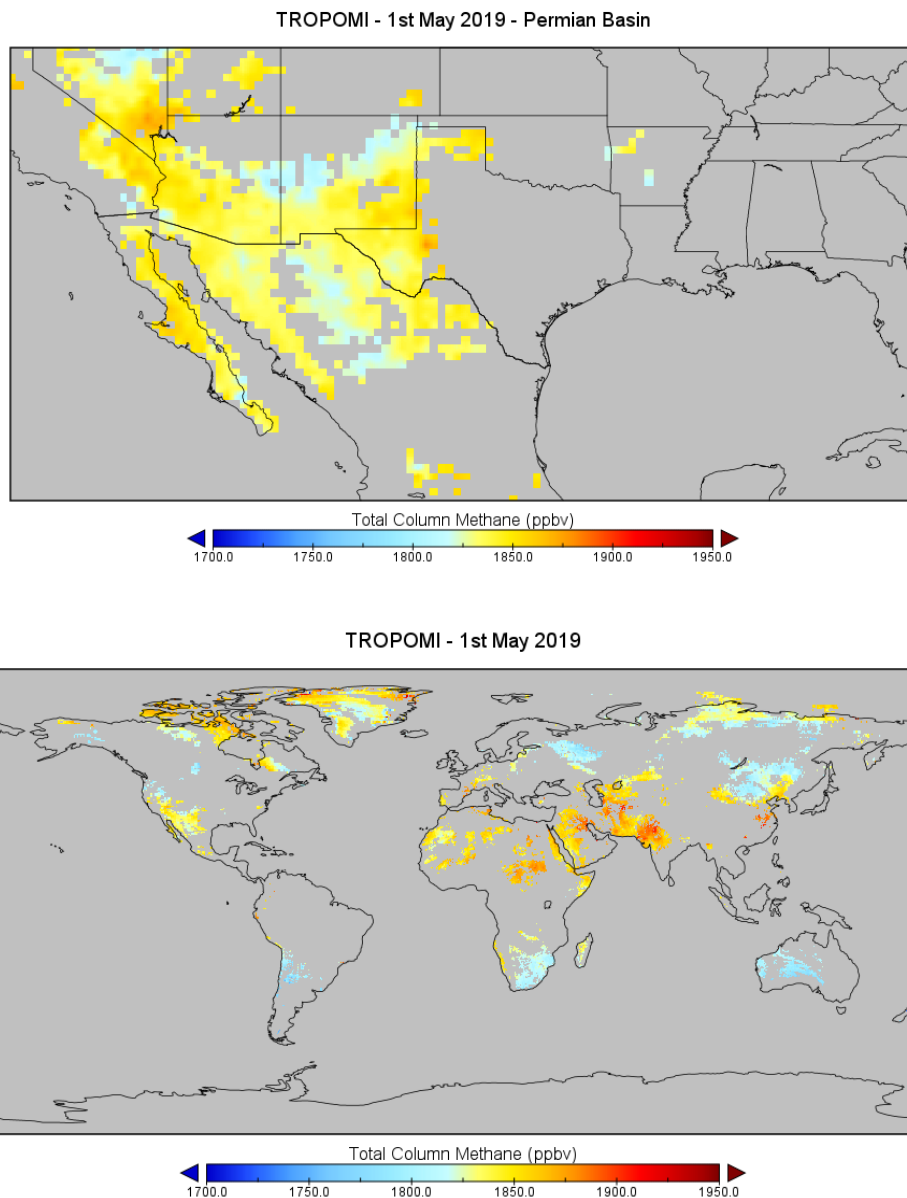 TROPOMI - 1st May 2019 - Permian Basin
Total Column Methane (ppbv)
1700.0 1750.0 1800.0 1850.0 1900.0 1950.0
TROPOMI - 1st May 2019
Total Column Methane (ppbv)
1700.0 1750.0 1800.0 1850.0 1900.0 1950.0